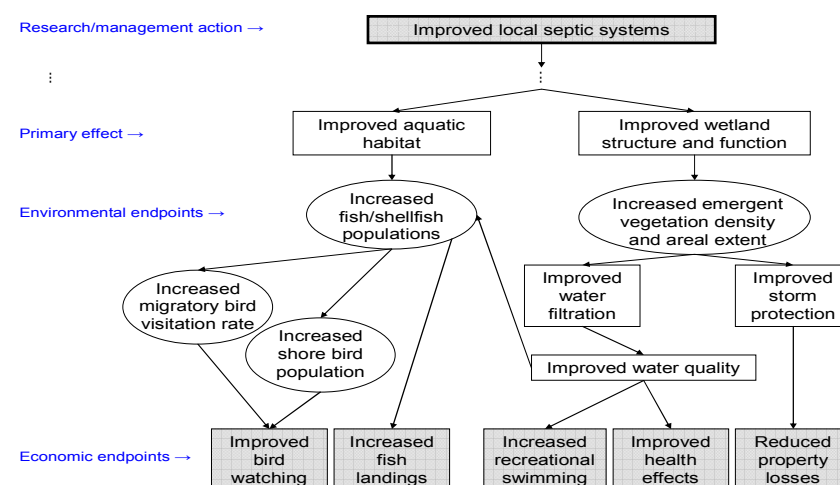 Research/management action →
Improved local septic systems
⋮
⋮
Primary effect →
Improved aquatic
habitat
Improved wetland
structure and function
Environmental endpoints →
Increased
fish/shellfish
populations
Increased emergent
vegetation density
and areal extent
Increased
migratory bird
visitation rate
Increased
shore bird
population
Improved
water
filtration
Improved
storm
protection
Improved water quality
Economic endpoints →
Improved
bird
watching
Increased
fish
landings
Increased
recreational
swimming
Improved
health
effects
Reduced
property
losses